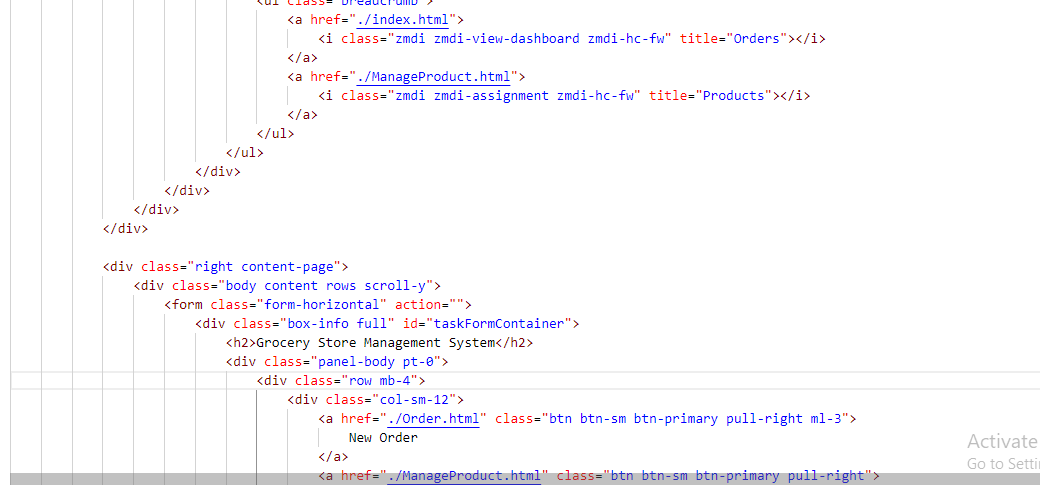 <ul class="breadcrumb">
<a href="./index.html">
<i class="zmdi zmdi-view-dashboard zmdi-hc-fw" title="Orders"></i>
</a>
<a href="./ManageProduct.html">
<i class="zmdi zmdi-assignment zmdi-hc-fw" title="Products"></i>
</a>
</ul>
</ul>
</div>
</div>
</div>
</div>
<div class="right content-page">
<div class="body content rows scroll-y">
<form class="form-horizontal" action="">
<div class="box-info full" id="taskFormContainer">
<h2>Grocery Store Management System</h2>
<div class="panel-body pt-0">
<div class="row mb-4">
<div class="col-sm-12">
<a href="./Order.html" class="btn btn-sm btn-primary pull-right ml-3">
New Order
</a>
<a href="./ManageProduct.html" class="btn btn-sm btn-primary pull-right">
Activate
Go to Setti